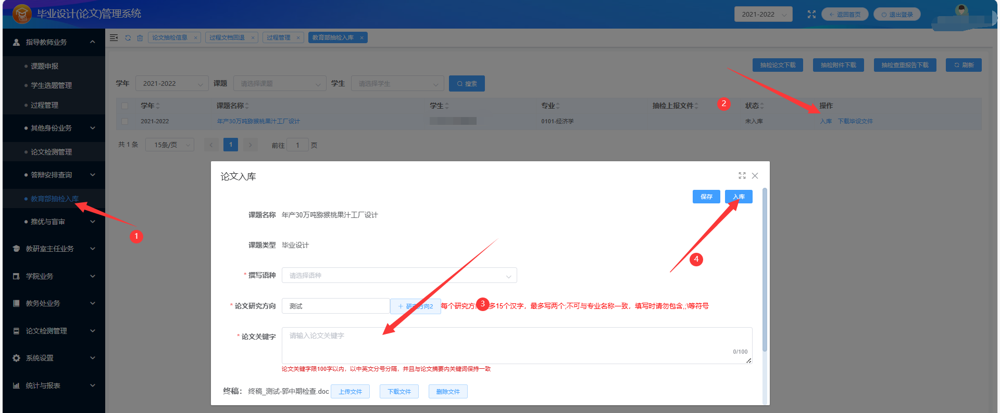 毕业设计(论文)管理系统
2021-2022
返回首页
退出登录
指导教师业务
课题申报
学生选题管理
过程管理
其他身份业务
论文检测管理
答辩安排查询
教育部抽检入库
推优与盲审
教研室主任业务
学院业务
教务处业务
论文检测管理
系统设置
统计与报表
论文抽检信息 ×
过程文档回退 ×
过程管理 ×
教育部抽检入库 ×
抽检论文下载
抽检附件下载
抽检查重报告下载
刷新
学年 2021-2022 课题 请选择课题 学生 请选择学生 搜索
学年 课题名称 学生 专业 抽检上报文件 状态 操作
2021-2022 年产30万吨猕猴桃果汁工厂设计 0101-经济学 未入库 入库 下载毕设文件
共 1 条 15条/页 < 1 > 前往 1 页
1
2
论文入库
保存 入库
课题名称 年产30万吨猕猴桃果汁工厂设计
课题类型 毕业设计
4
* 撰写语种 请选择语种
* 论文研究方向 测试 + 研究方向2 每个研究方 3 多15个汉字，最多写两个;不可与专业名称一致，填写时请勿包含,;\等符号
* 论文关键字 请输入论文关键字
0/100
论文关键字限100字以内，以中英文分号分隔，并且与论文摘要内关键词保持一致
终稿： 终稿_测试-郭中期检查.doc 上传文件 下载文件 删除文件